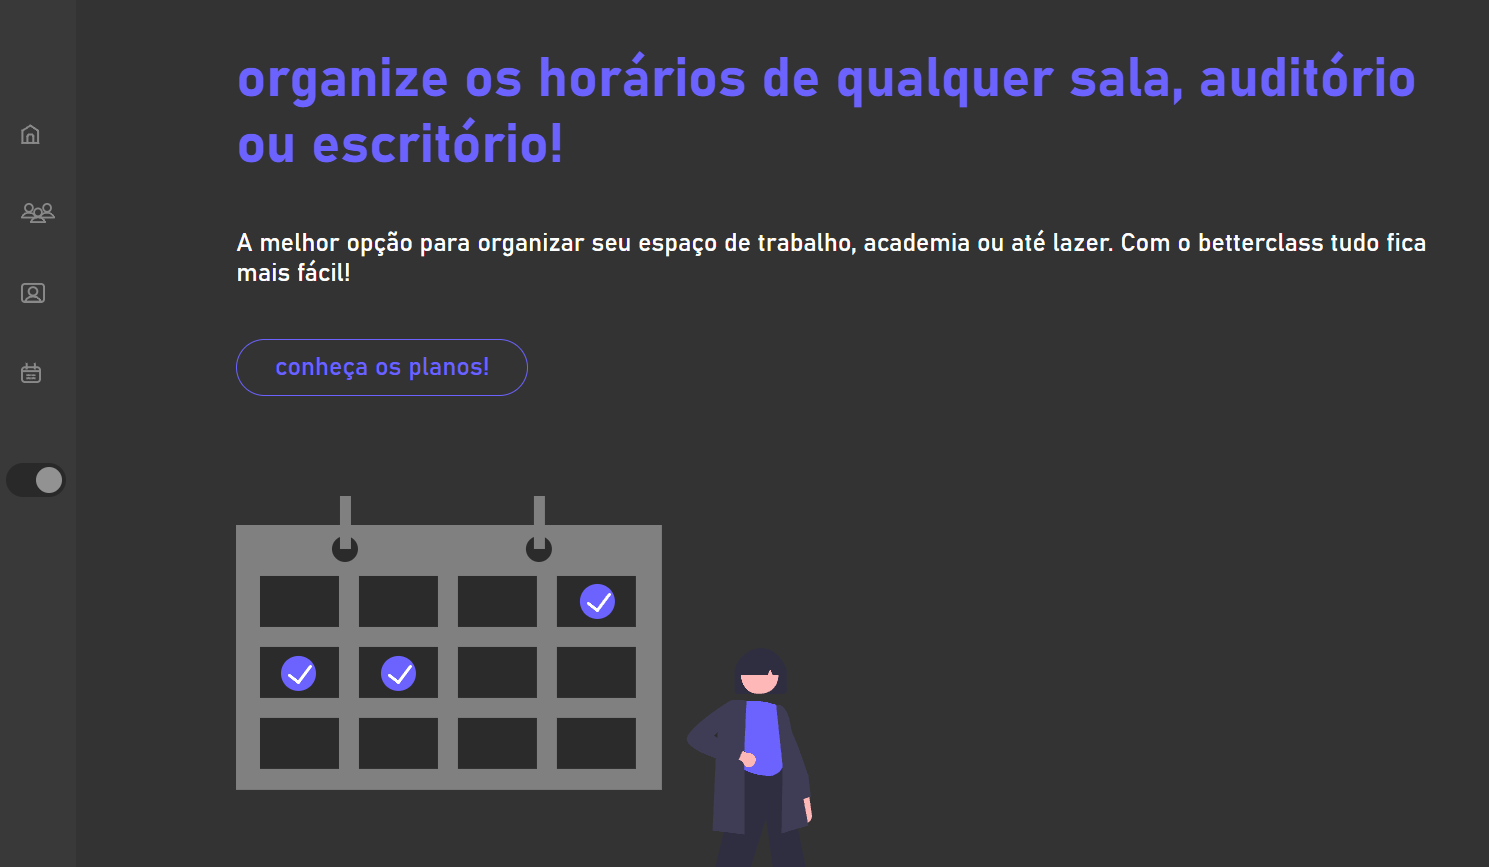 organize os horários de qualquer sala, auditório
ou escritório!
A melhor opção para organizar seu espaço de trabalho, academia ou até lazer. Com o betterclass tudo fica
mais fácil!
conheça os planos!